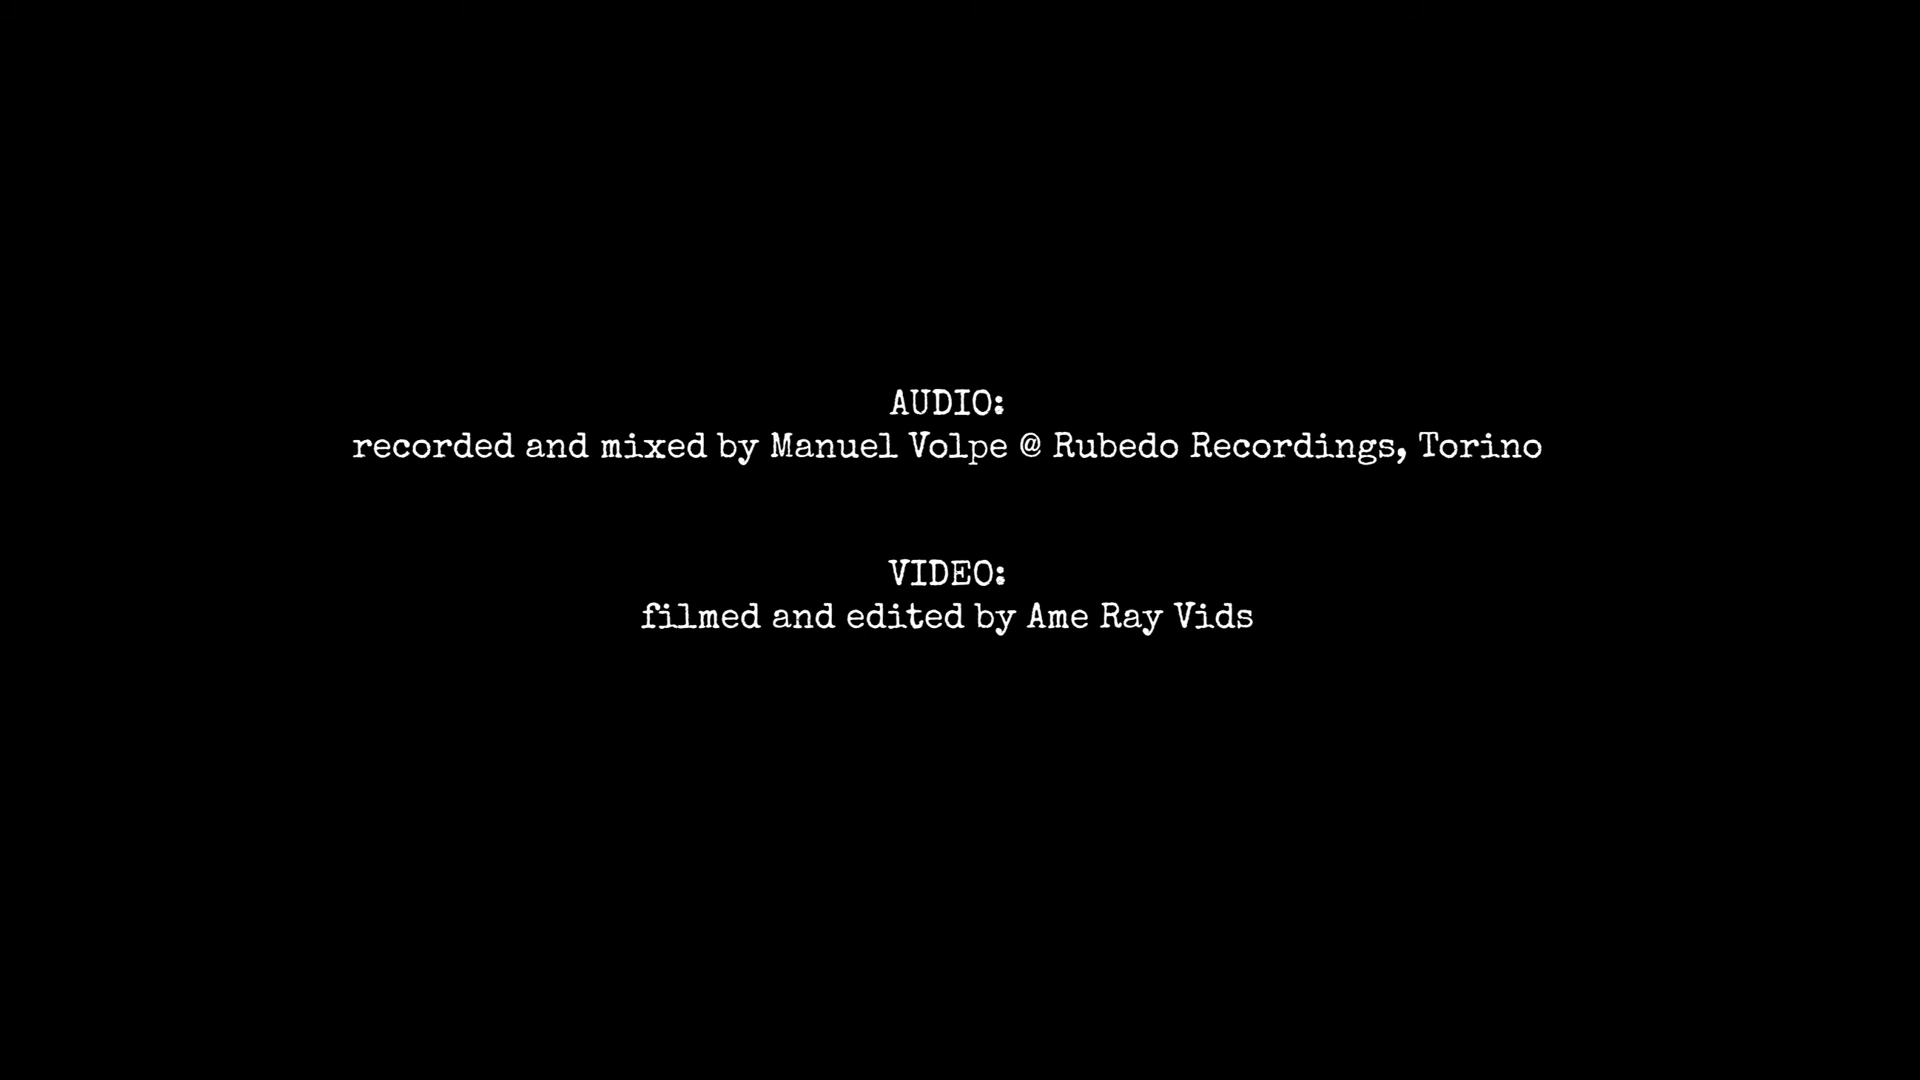 AUDIO:
recorded and mixed by Manuel Volpe @ Rubedo Recordings, Torino
VIDEO:
filmed and edited by Ame Ray Vids